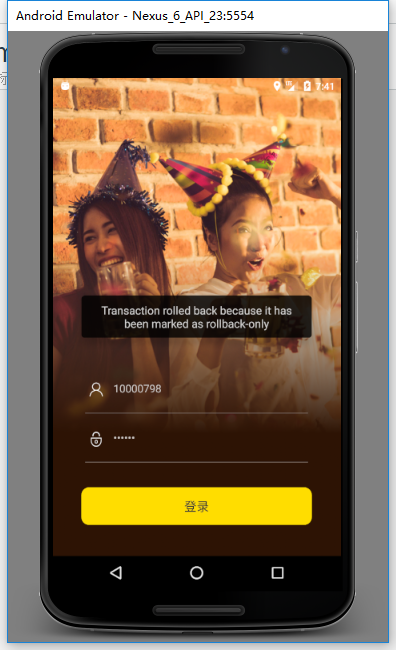 Android Emulator - Nexus_6_API_23:5554
7:41
Transaction rolled back because it has
been marked as rollback-only
10000798
••••••
登录